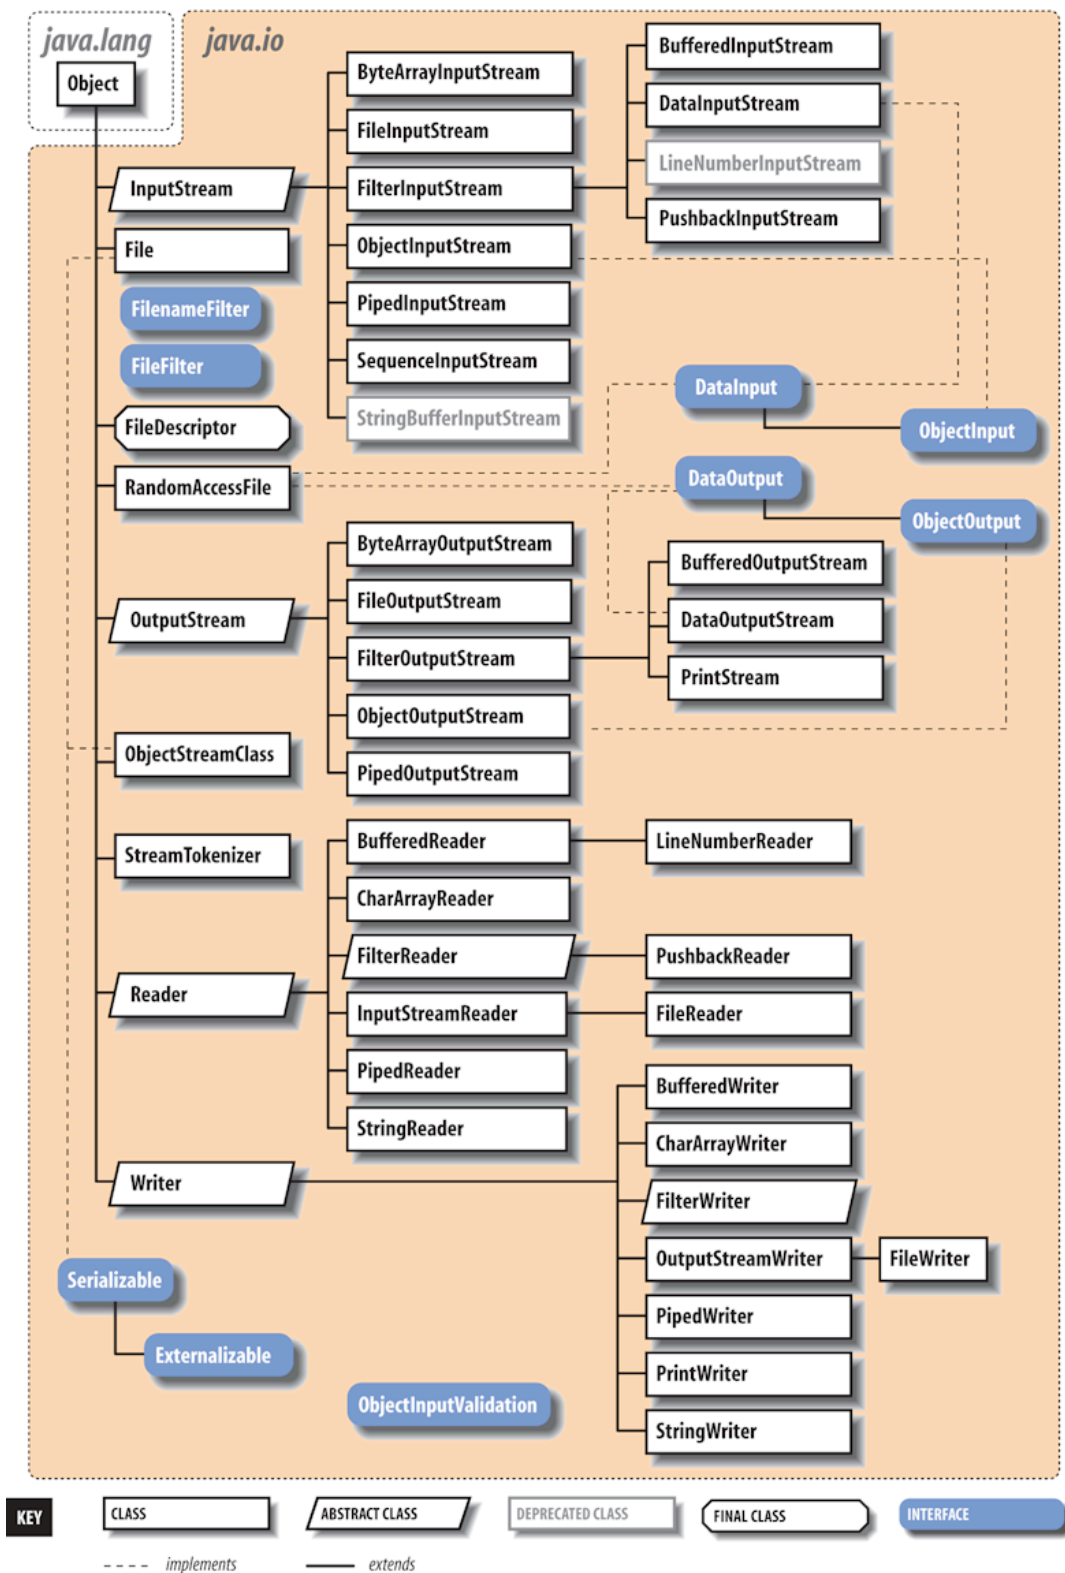 java.lang
java.io
Object
InputStream
File
FilenameFilter
FileFilter
FileDescriptor
RandomAccessFile
OutputStream
ObjectStreamClass
StreamTokenizer
Reader
Writer
Serializable
Externalizable
ByteArrayInputStream
FileInputStream
FilterInputStream
ObjectInputStream
PipedInputStream
SequenceInputStream
StringBufferInputStream
BufferedInputStream
DataInputStream
LineNumberInputStream
PushbackInputStream
DataInput
ObjectInput
DataOutput
ObjectOutput
ByteArrayOutputStream
FileOutputStream
FilterOutputStream
ObjectOutputStream
PipedOutputStream
BufferedOutputStream
DataOutputStream
PrintStream
BufferedReader
CharArrayReader
FilterReader
InputStreamReader
PipedReader
StringReader
LineNumberReader
PushbackReader
FileReader
BufferedWriter
CharArrayWriter
FilterWriter
OutputStreamWriter
FileWriter
PipedWriter
PrintWriter
StringWriter
ObjectInputValidation
KEY
CLASS
ABSTRACT CLASS
DEPRECATED CLASS
FINAL CLASS
INTERFACE
implements
extends